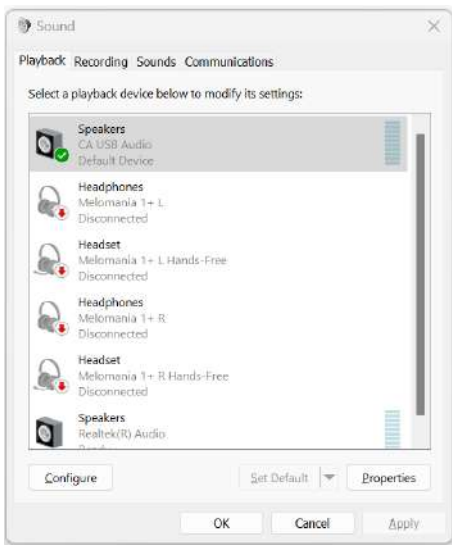 Sound
Playback Recording Sounds Communications
Select a playback device below to modify its settings:
Speakers
CA USB Audio
Default Device
Headphones
Melomania 1+ L
Disconnected
Headset
Melomania 1+ L Hands-Free
Disconnected
Headphones
Melomania 1+ R
Disconnected
Headset
Melomania 1+ R Hands-Free
Disconnected
Speakers
Realtek(R) Audio
Configure Set Default Properties
OK Cancel Apply